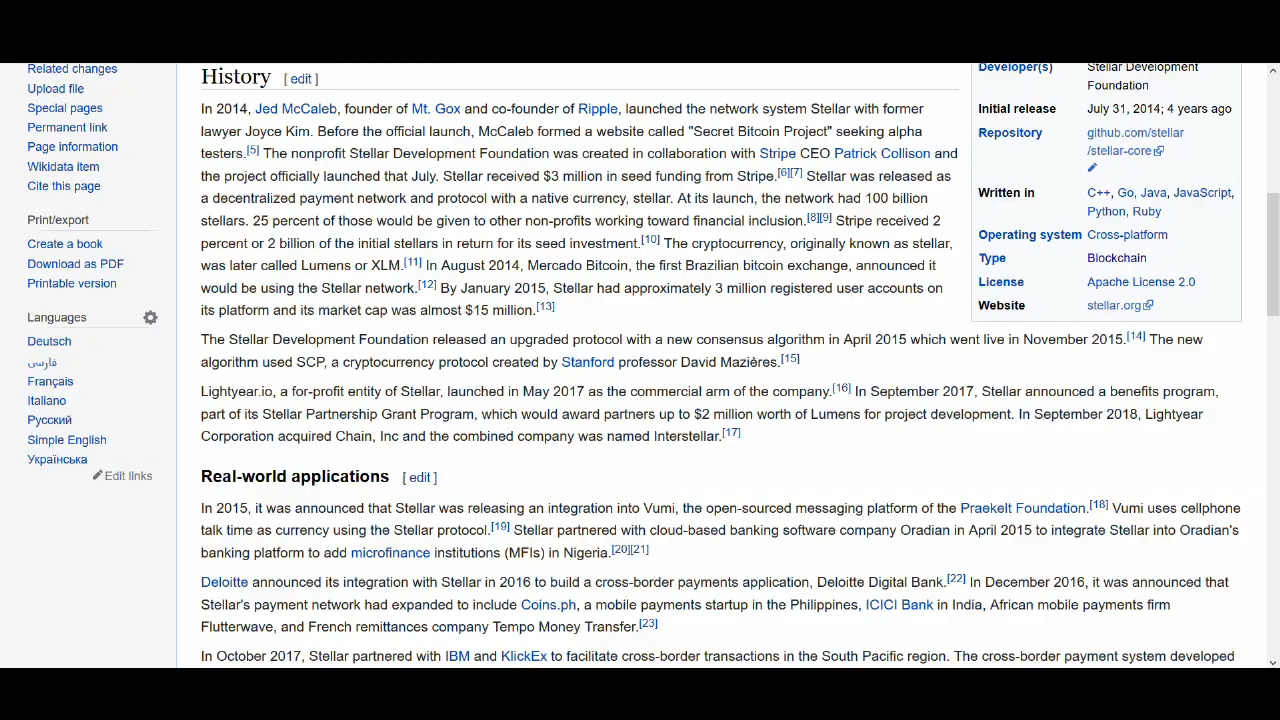 Related changes
Upload file
Special pages
Permanent link
Page information
Wikidata item
Cite this page
Print/export
Create a book
Download as PDF
Printable version
Languages
Deutsch
فارسی
Français
Italiano
Русский
Simple English
Українська
Edit links
History [ edit ]
In 2014, Jed McCaleb, founder of Mt. Gox and co-founder of Ripple, launched the network system Stellar with former
lawyer Joyce Kim. Before the official launch, McCaleb formed a website called "Secret Bitcoin Project" seeking alpha
testers.[5] The nonprofit Stellar Development Foundation was created in collaboration with Stripe CEO Patrick Collison and
the project officially launched that July. Stellar received $3 million in seed funding from Stripe.[6][7] Stellar was released as
a decentralized payment network and protocol with a native currency, stellar. At its launch, the network had 100 billion
stellars. 25 percent of those would be given to other non-profits working toward financial inclusion.[8][9] Stripe received 2
percent or 2 billion of the initial stellars in return for its seed investment.[10] The cryptocurrency, originally known as stellar,
was later called Lumens or XLM.[11] In August 2014, Mercado Bitcoin, the first Brazilian bitcoin exchange, announced it
would be using the Stellar network.[12] By January 2015, Stellar had approximately 3 million registered user accounts on
its platform and its market cap was almost $15 million.[13]
The Stellar Development Foundation released an upgraded protocol with a new consensus algorithm in April 2015 which went live in November 2015.[14] The new
algorithm used SCP, a cryptocurrency protocol created by Stanford professor David Mazières.[15]
Lightyear.io, a for-profit entity of Stellar, launched in May 2017 as the commercial arm of the company.[16] In September 2017, Stellar announced a benefits program,
part of its Stellar Partnership Grant Program, which would award partners up to $2 million worth of Lumens for project development. In September 2018, Lightyear
Corporation acquired Chain, Inc and the combined company was named Interstellar.[17]
Real-world applications [ edit ]
In 2015, it was announced that Stellar was releasing an integration into Vumi, the open-sourced messaging platform of the Praekelt Foundation.[18] Vumi uses cellphone
talk time as currency using the Stellar protocol.[19] Stellar partnered with cloud-based banking software company Oradian in April 2015 to integrate Stellar into Oradian's
banking platform to add microfinance institutions (MFIs) in Nigeria.[20][21]
Deloitte announced its integration with Stellar in 2016 to build a cross-border payments application, Deloitte Digital Bank.[22] In December 2016, it was announced that
Stellar's payment network had expanded to include Coins.ph, a mobile payments startup in the Philippines, ICICI Bank in India, African mobile payments firm
Flutterwave, and French remittances company Tempo Money Transfer.[23]
In October 2017, Stellar partnered with IBM and KlickEx to facilitate cross-border transactions in the South Pacific region. The cross-border payment system developed
Developer(s) Stellar Development
Foundation
Initial release July 31, 2014; 4 years ago
Repository github.com/stellar
/stellar-core
Written in C++, Go, Java, JavaScript,
Python, Ruby
Operating system Cross-platform
Type Blockchain
License Apache License 2.0
Website stellar.org